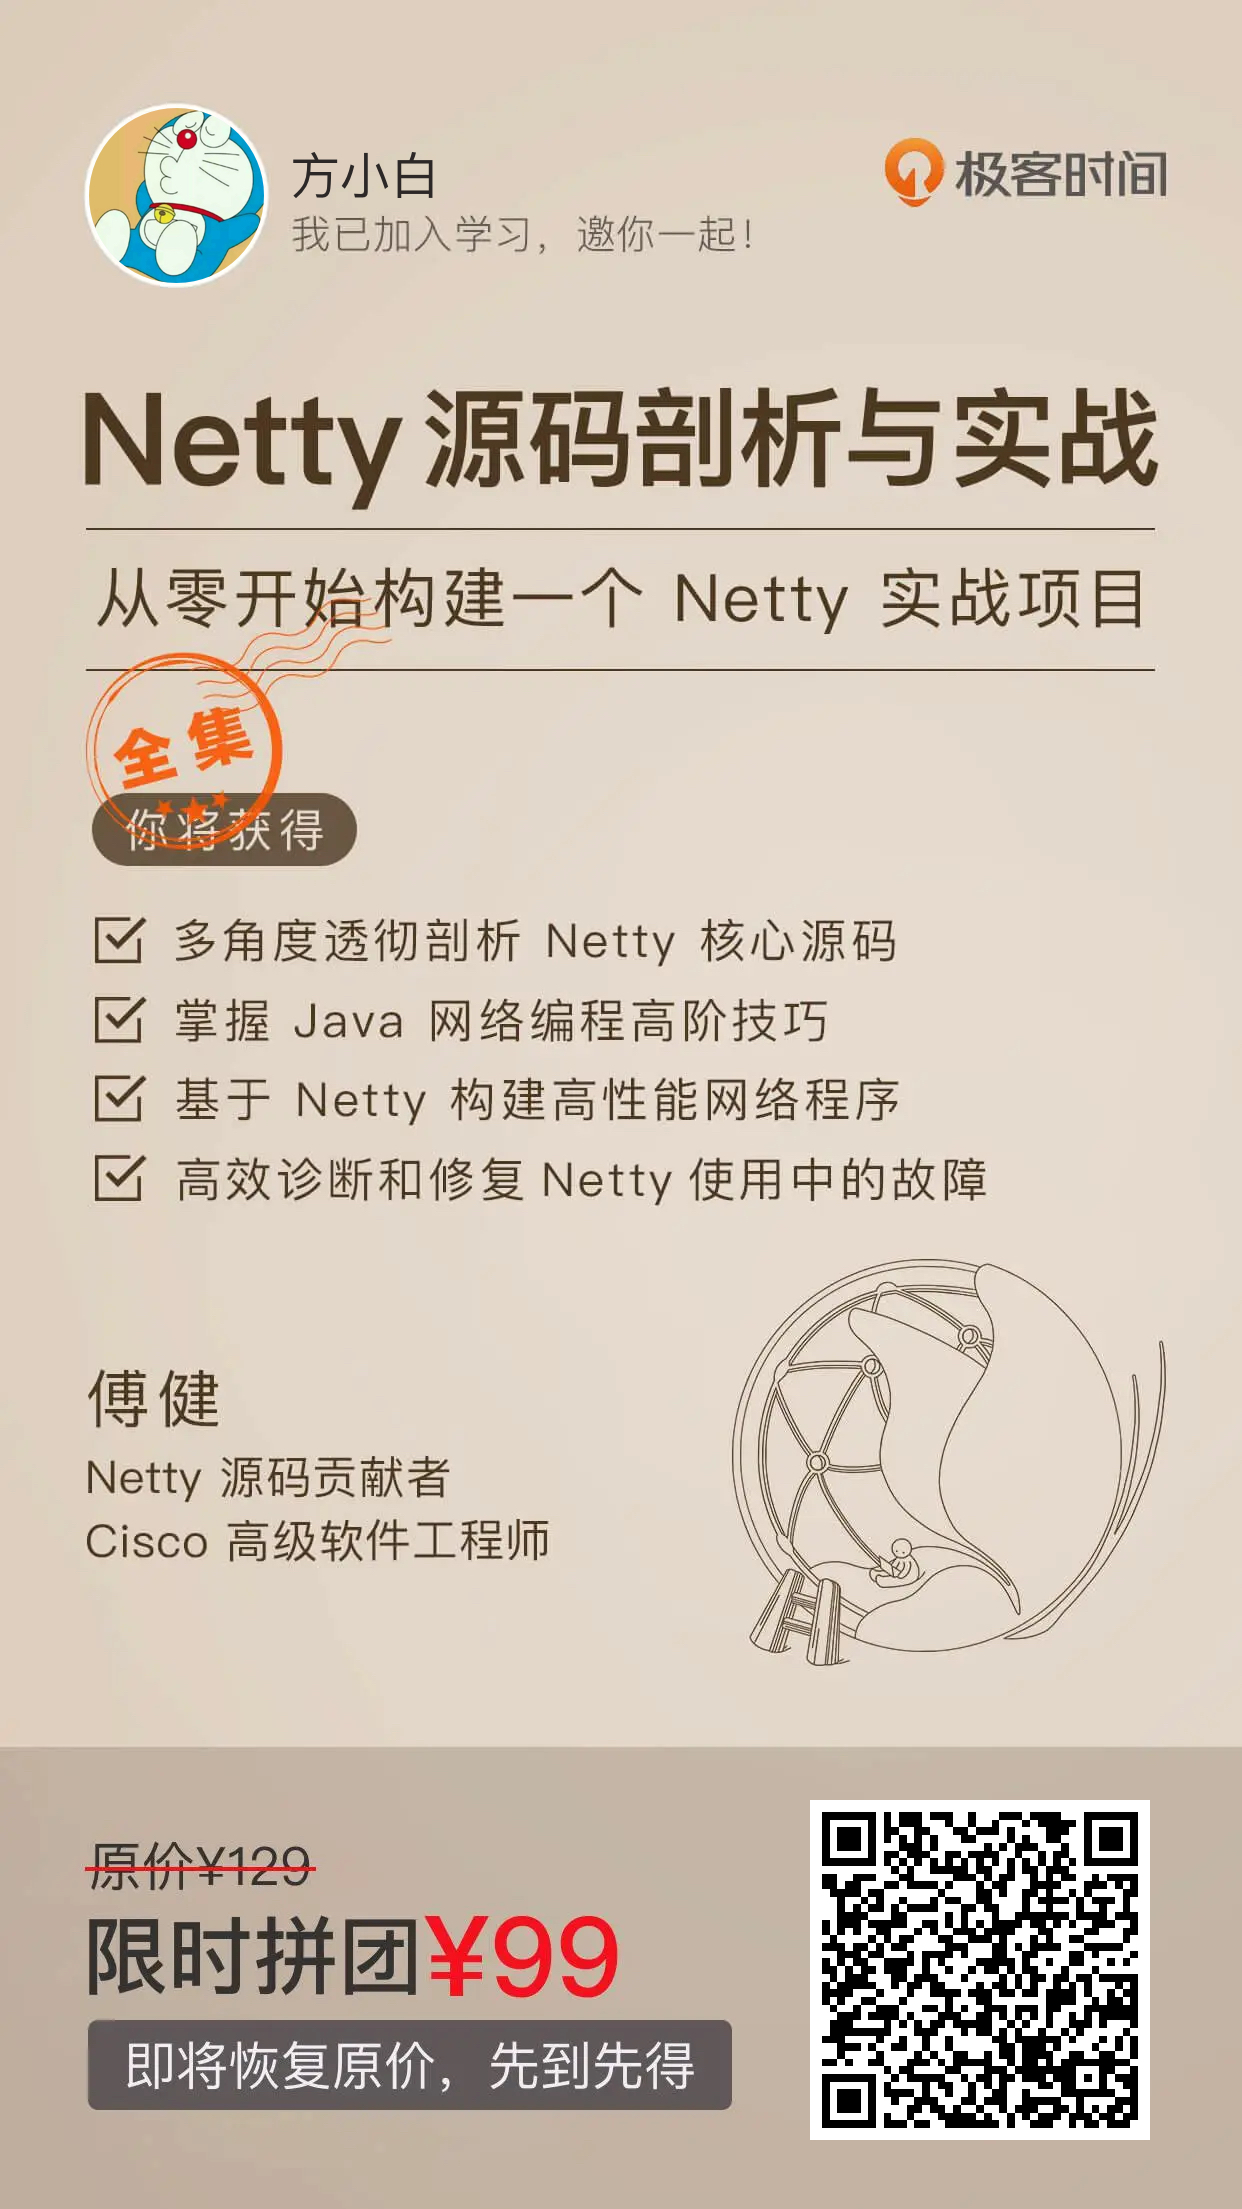 方小白
我已加入学习，邀你一起！
极客时间
Netty 源码剖析与实战
从零开始构建一个 Netty 实战项目
全集
你将获得
多角度透彻剖析 Netty 核心源码
掌握 Java 网络编程高阶技巧
基于 Netty 构建高性能网络程序
高效诊断和修复 Netty 使用中的故障
傅健
Netty 源码贡献者
Cisco 高级软件工程师
原价¥129
限时拼团¥99
即将恢复原价，先到先得